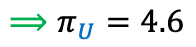 ⟹ π_U = 4.6